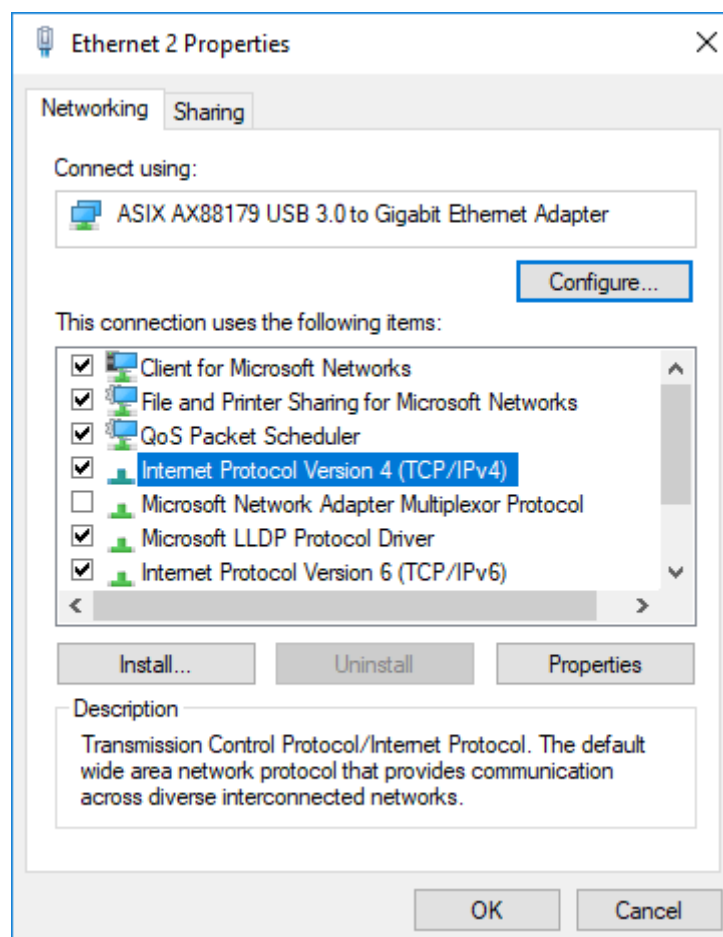 Ethernet 2 Properties
Networking
Sharing
Connect using:
ASIX AX88179 USB 3.0 to Gigabit Ethernet Adapter
Configure...
This connection uses the following items:
Client for Microsoft Networks
File and Printer Sharing for Microsoft Networks
QoS Packet Scheduler
Internet Protocol Version 4 (TCP/IPv4)
Microsoft Network Adapter Multiplexor Protocol
Microsoft LLDP Protocol Driver
Internet Protocol Version 6 (TCP/IPv6)
Install...
Uninstall
Properties
Description
Transmission Control Protocol/Internet Protocol. The default
wide area network protocol that provides communication
across diverse interconnected networks.
OK
Cancel